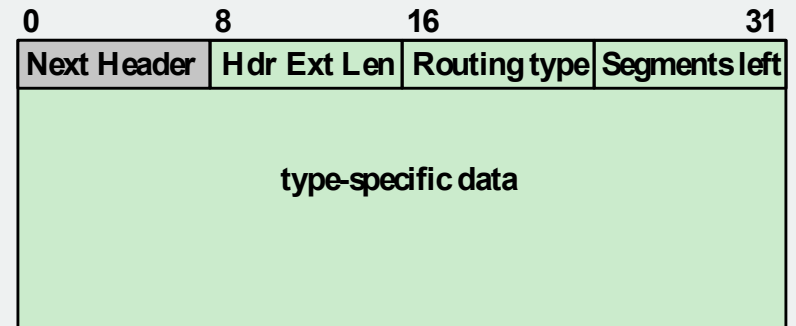 0 8 16 31
Next Header Hdr Ext Len Routing type Segments left
type-specific data